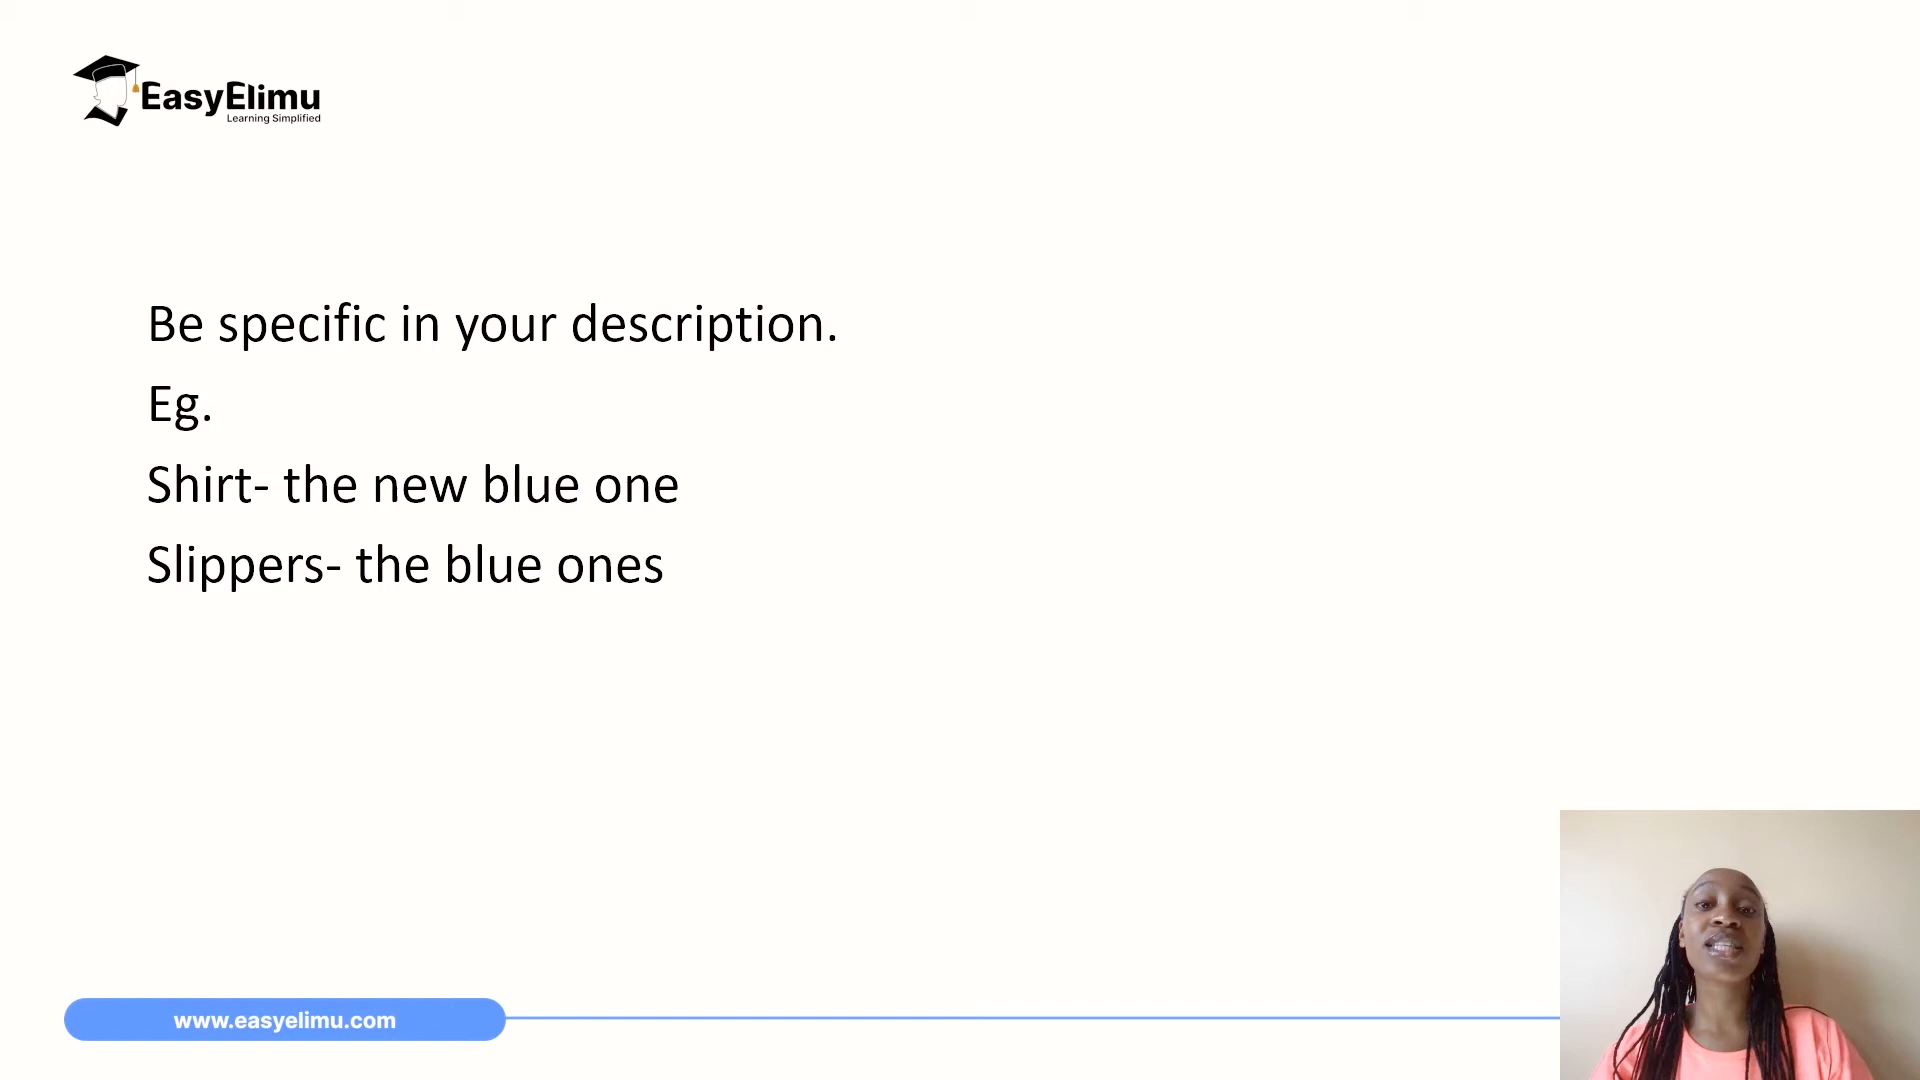 EasyElimu
Learning Simplified
Be specific in your description.
Eg.
Shirt- the new blue one
Slippers- the blue ones
www.easyelimu.com